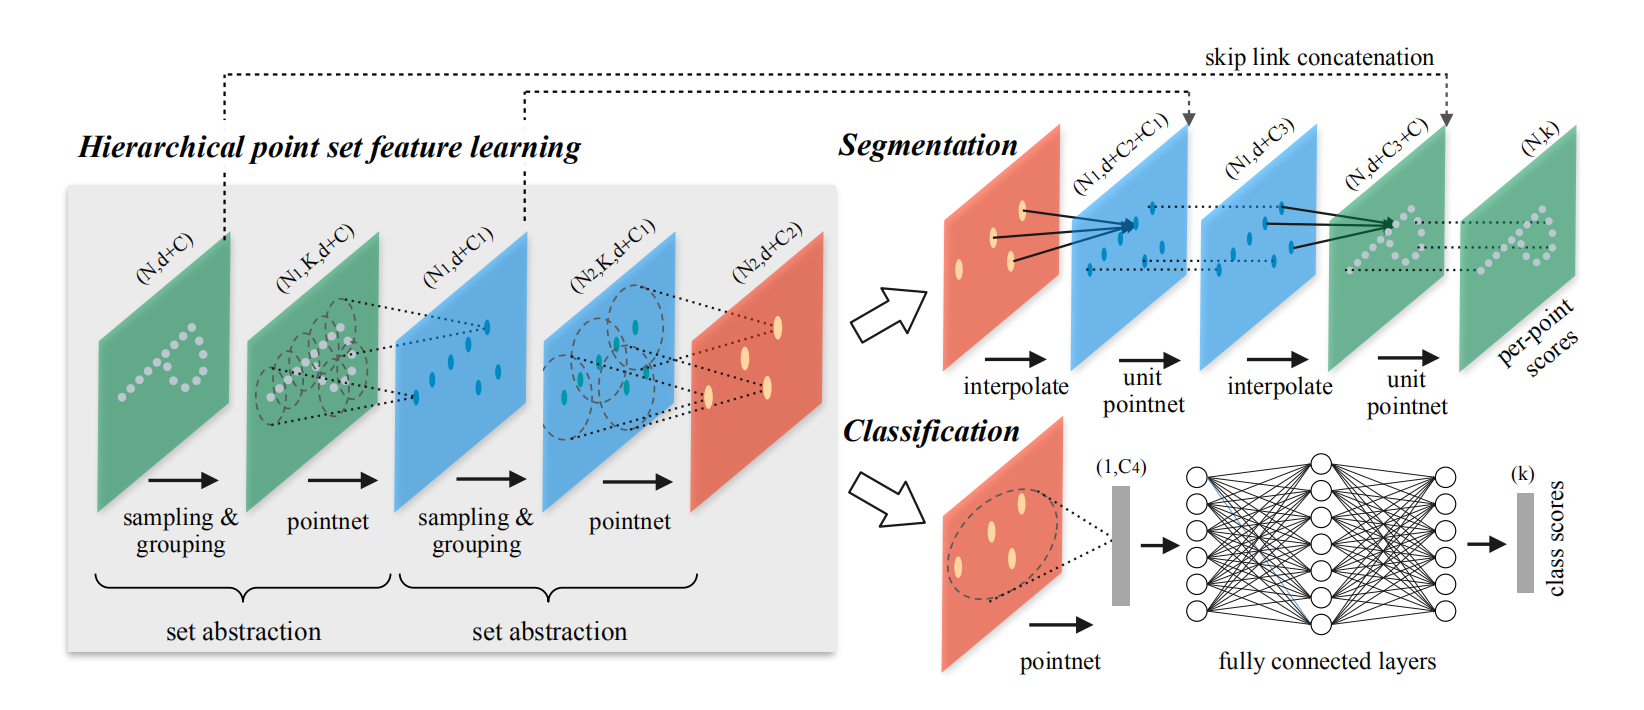 skip link concatenation
Hierarchical point set feature learning
(N,d+C)
(N1,K,d+C)
(N1,d+C1)
(N2,K,d+C1)
(N2,d+C2)
sampling &
grouping
pointnet
sampling &
grouping
pointnet
set abstraction
set abstraction
Segmentation
(N1,d+C2+C1)
(N1,d+C3)
(N,d+C3+C)
(N,k)
interpolate
unit
pointnet
interpolate
unit
pointnet
per-point
scores
Classification
(1,C4)
(k)
class scores
pointnet
fully connected layers